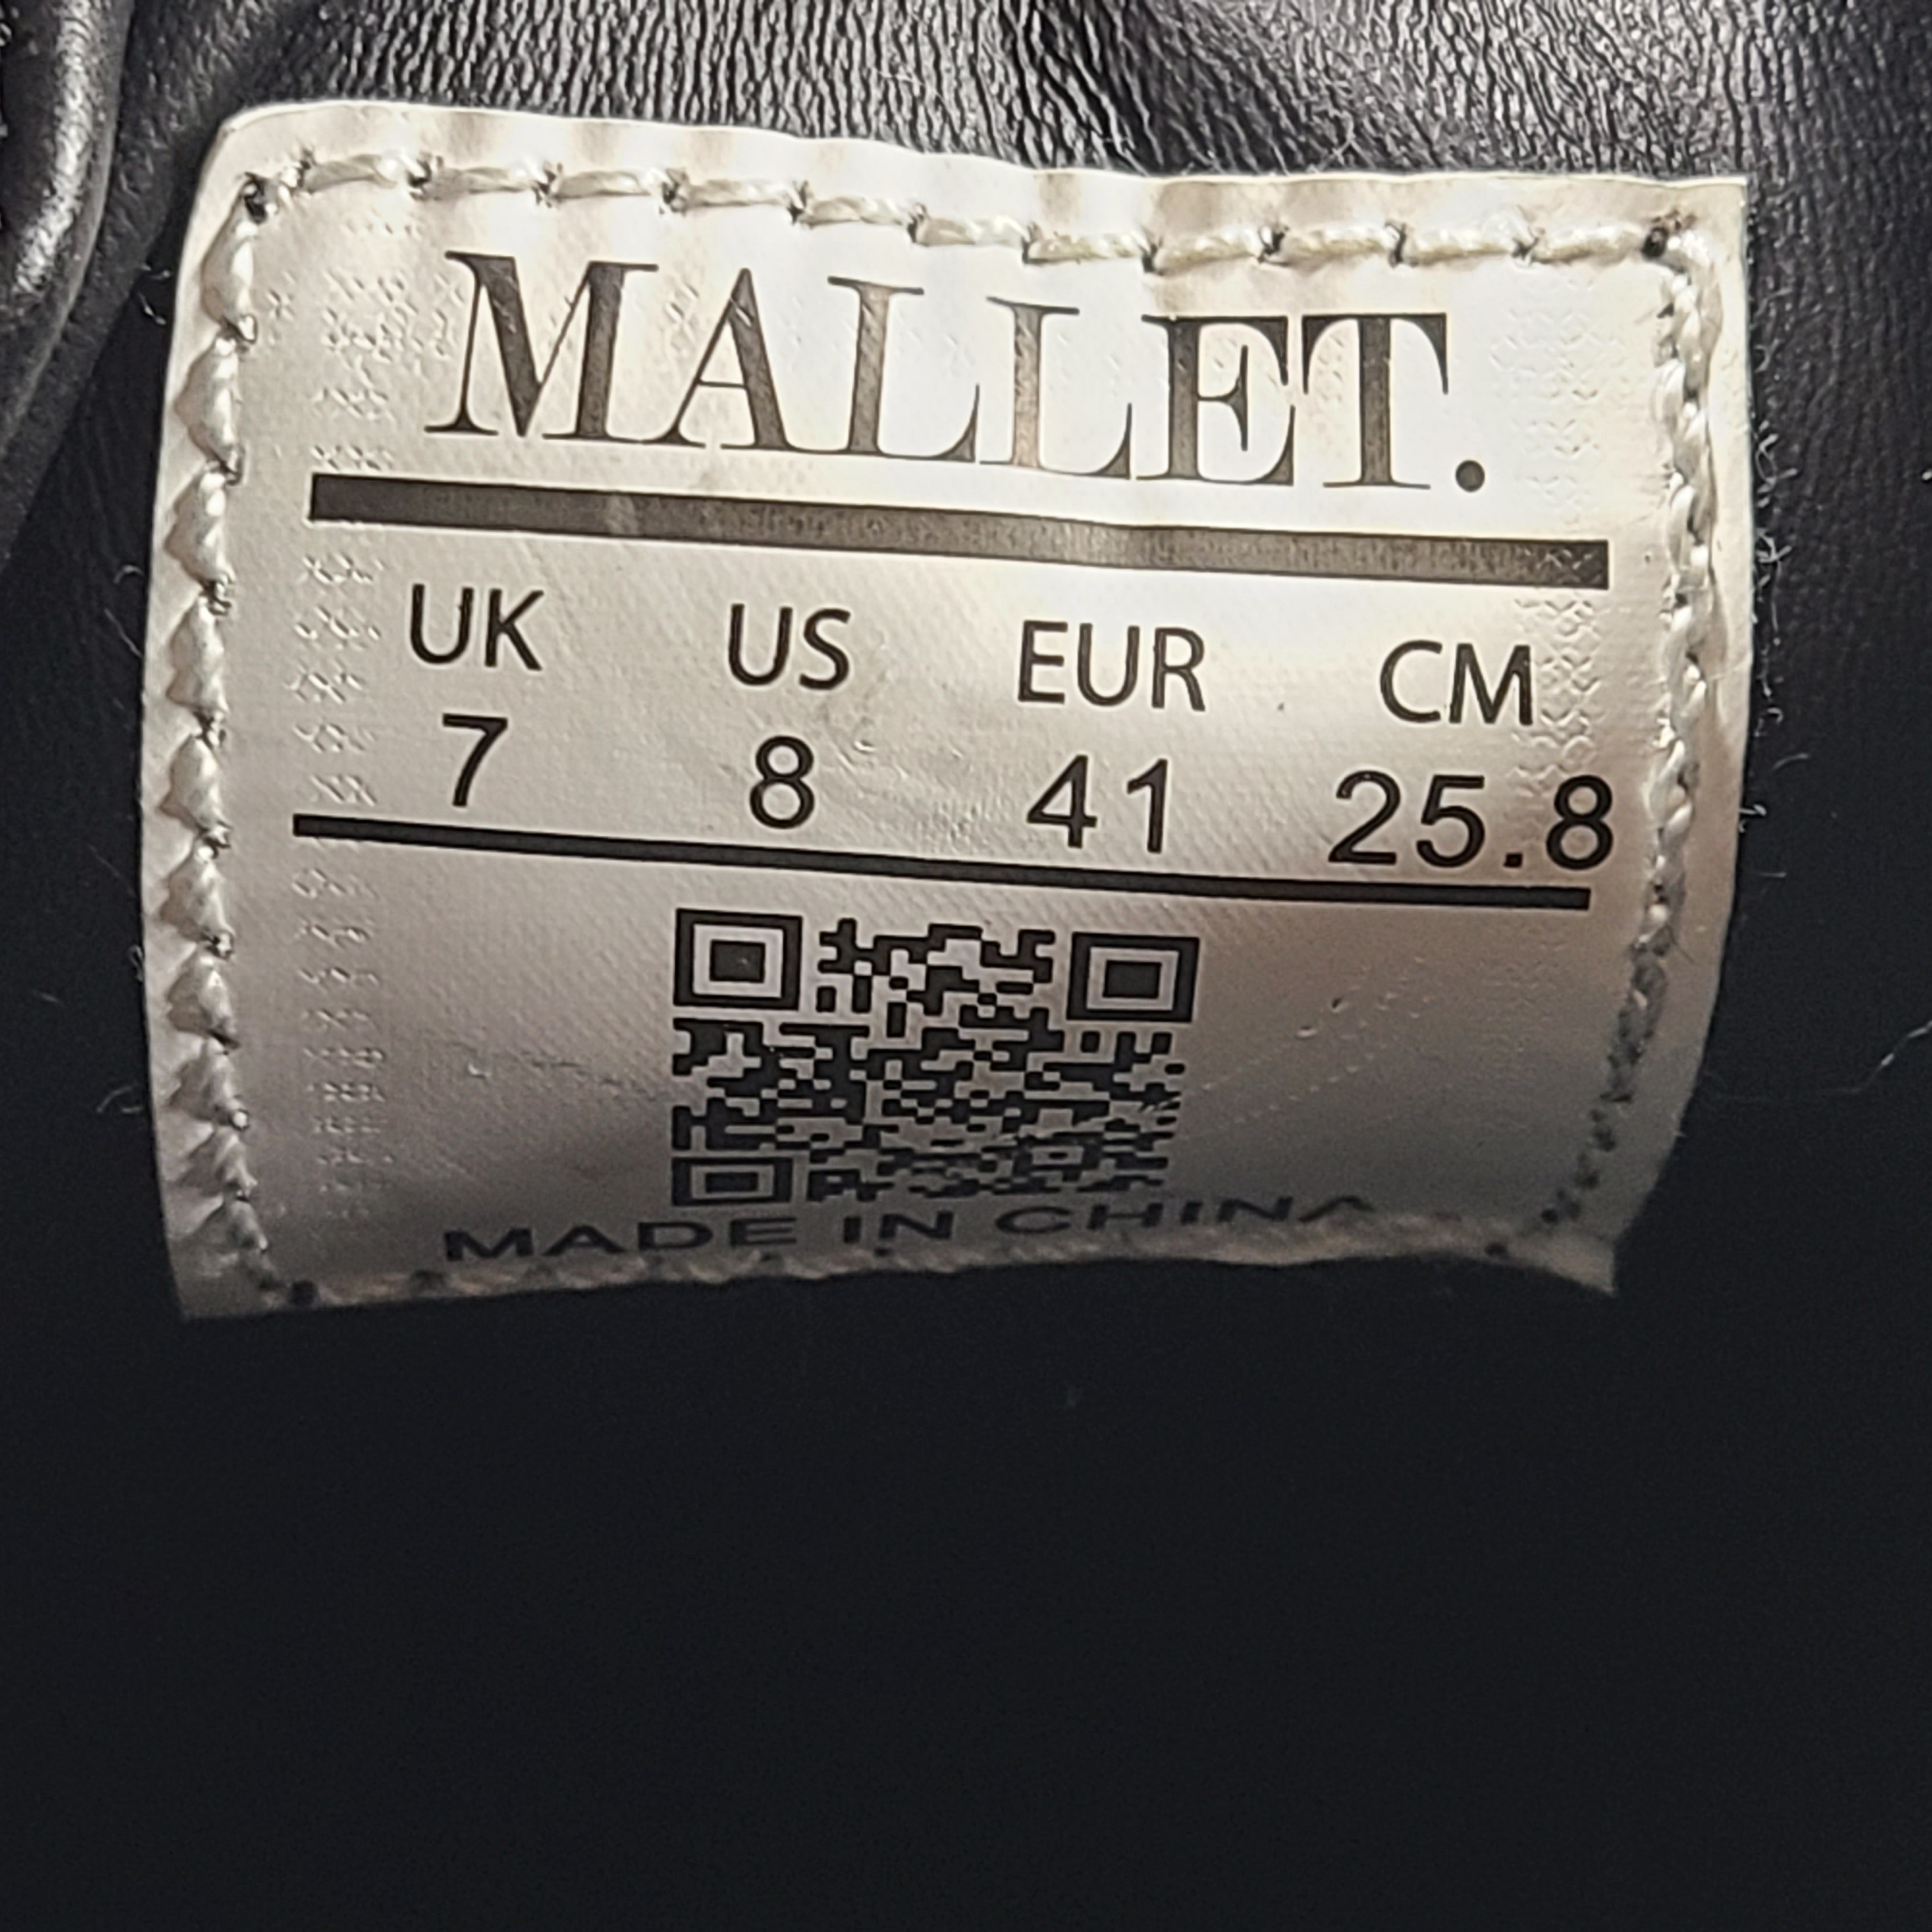 MALLET.
UK US EUR CM
7 8 41 25.8
MADE IN CHINA